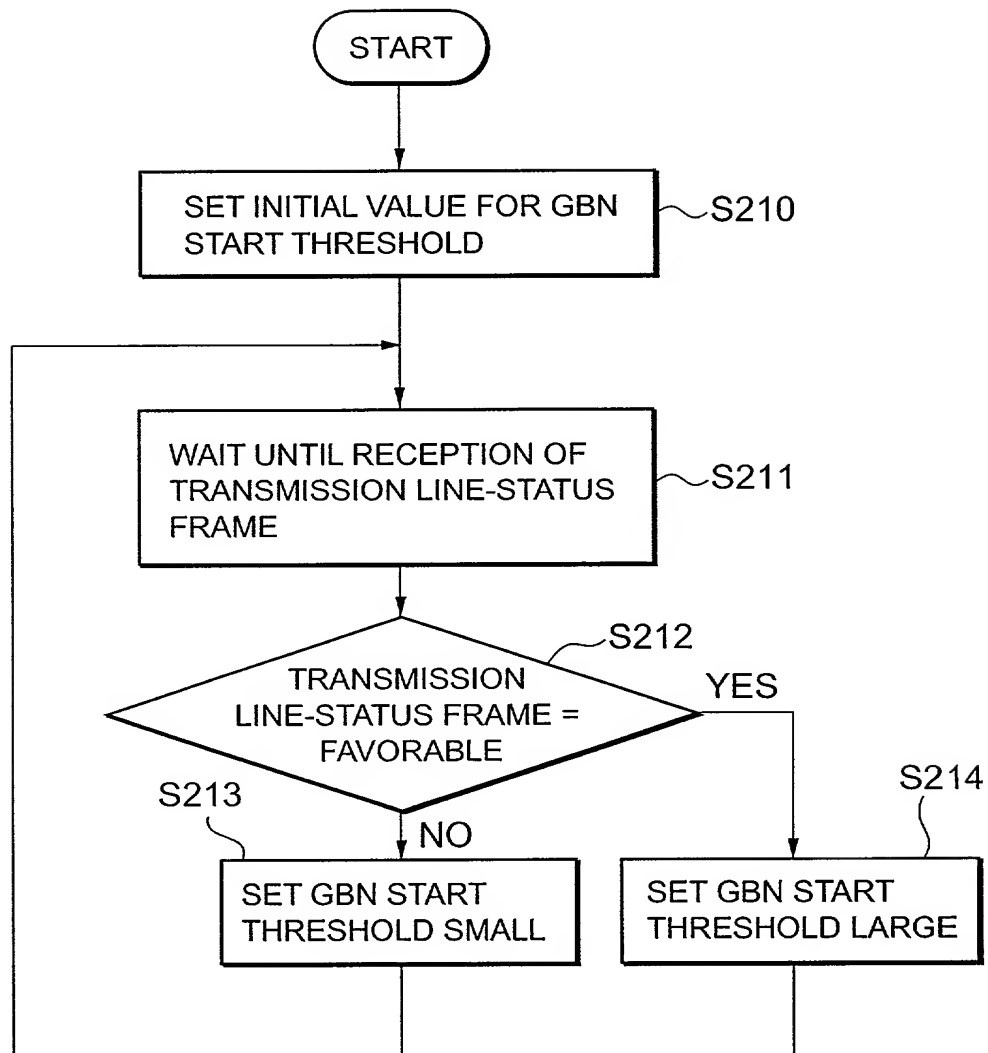 START
SET INITIAL VALUE FOR GBN
START THRESHOLD
S210
WAIT UNTIL RECEPTION OF
TRANSMISSION LINE-STATUS
FRAME
S211
S212
TRANSMISSION
LINE-STATUS FRAME =
FAVORABLE
YES
S213
NO
S214
SET GBN START
THRESHOLD SMALL
SET GBN START
THRESHOLD LARGE